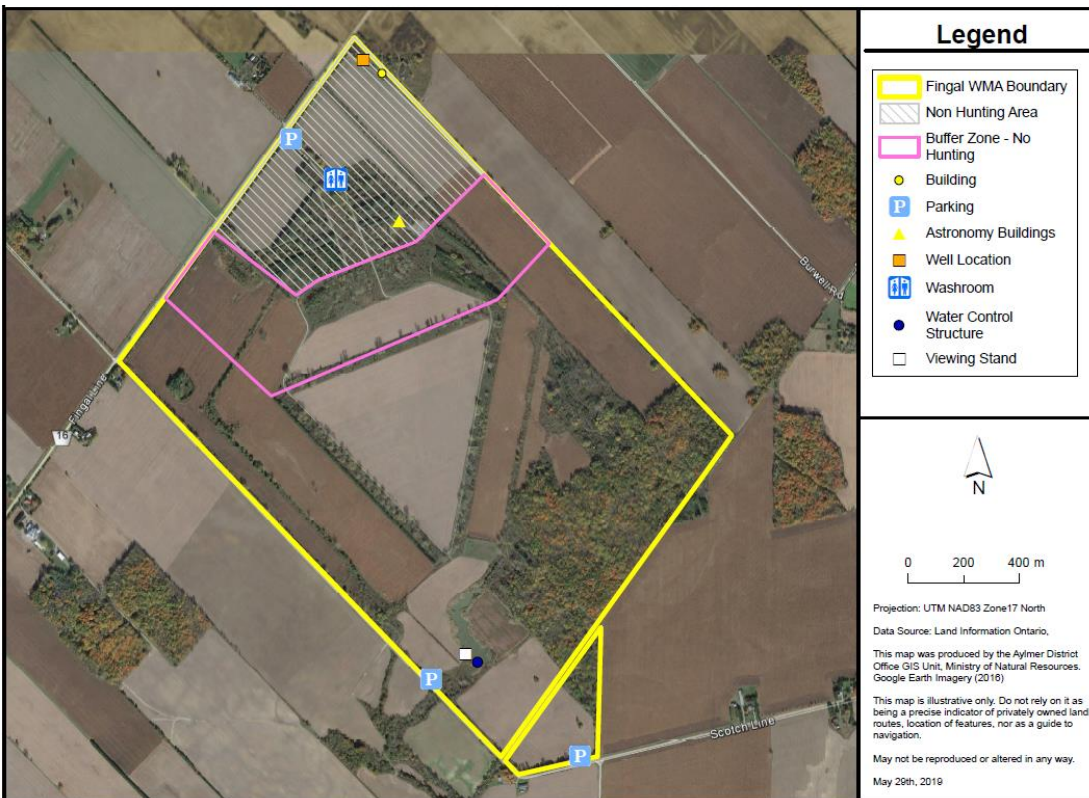 P
P
P
Fingal Line
16
Burwell Rd
Scotch Line
Legend
Fingal WMA Boundary
Non Hunting Area
Buffer Zone - No
Hunting
Building
P Parking
Astronomy Buildings
Well Location
Washroom
Water Control
Structure
Viewing Stand
N
0 200 400 m
Projection: UTM NAD83 Zone17 North
Data Source: Land Information Ontario,
This map was produced by the Aylmer District
Office GIS Unit, Ministry of Natural Resources.
Google Earth Imagery (2016)
This map is illustrative only. Do not rely on it as
being a precise indicator of privately owned land,
routes, location of features, nor as a guide to
navigation.
May not be reproduced or altered in any way.
May 29th, 2019